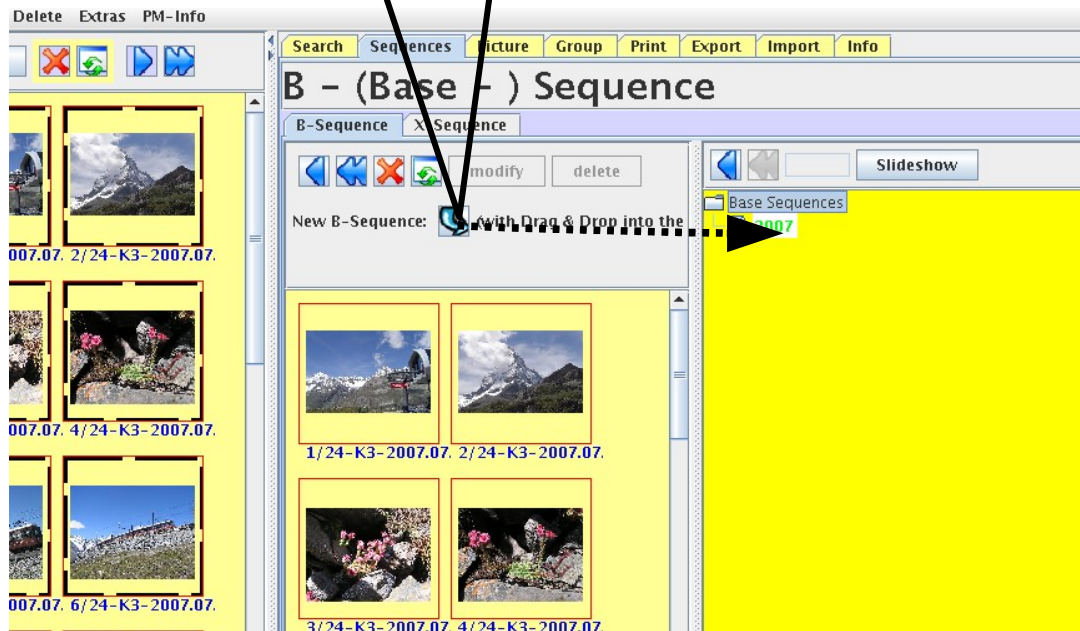 Delete Extras PM-Info
Search Sequences Picture Group Print Export Import Info
B - (Base - ) Sequence
B-Sequence X-Sequence
modify delete
Slideshow
New B-Sequence: (with Drag & Drop into the
Base Sequences
2007
007.07. 2/24-K3-2007.07.
007.07. 4/24-K3-2007.07.
1/24-K3-2007.07. 2/24-K3-2007.07.
007.07. 6/24-K3-2007.07.
3/24-K3-2007.07. 4/24-K3-2007.07.